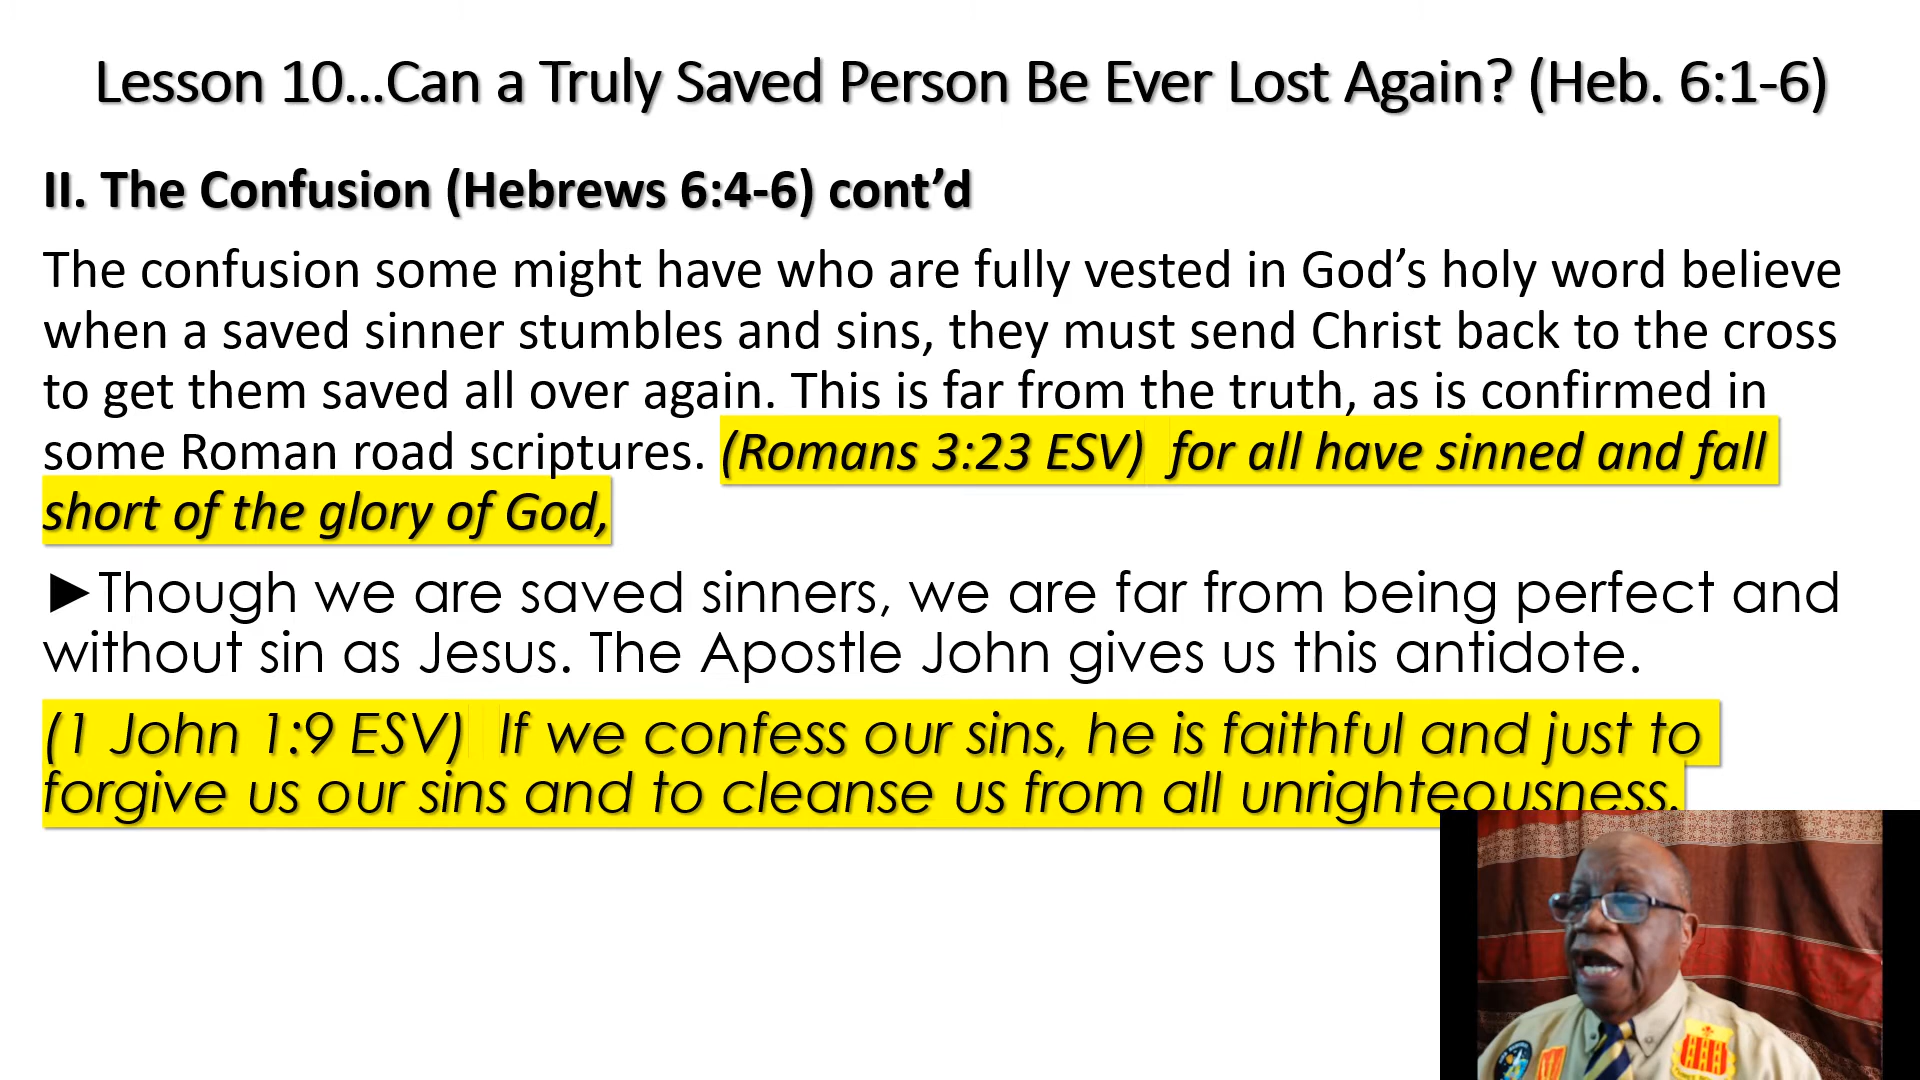 Lesson 10...Can a Truly Saved Person Be Ever Lost Again? (Heb. 6:1-6)
II. The Confusion (Hebrews 6:4-6) cont’d
The confusion some might have who are fully vested in God’s holy word believe
when a saved sinner stumbles and sins, they must send Christ back to the cross
to get them saved all over again. This is far from the truth, as is confirmed in
some Roman road scriptures. (Romans 3:23 ESV) for all have sinned and fall
short of the glory of God,
►Though we are saved sinners, we are far from being perfect and
without sin as Jesus. The Apostle John gives us this antidote.
(1 John 1:9 ESV) If we confess our sins, he is faithful and just to
forgive us our sins and to cleanse us from all unrighteousness.